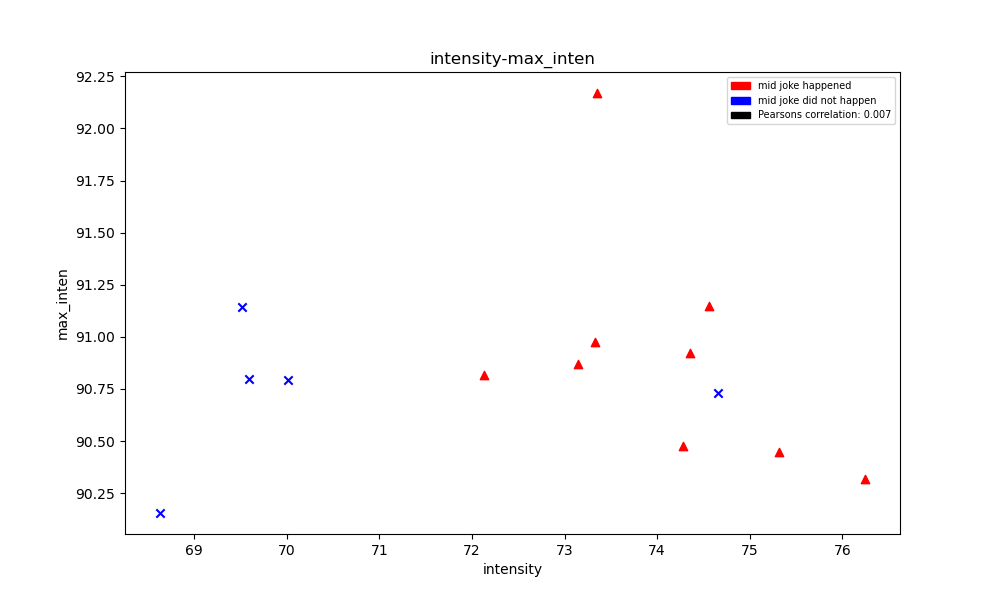 intensity-max_inten
mid joke happened
mid joke did not happen
Pearsons correlation: 0.007
92.25
92.00
91.75
91.50
91.25
91.00
90.75
90.50
90.25
max_inten
69 70 71 72 73 74 75 76
intensity